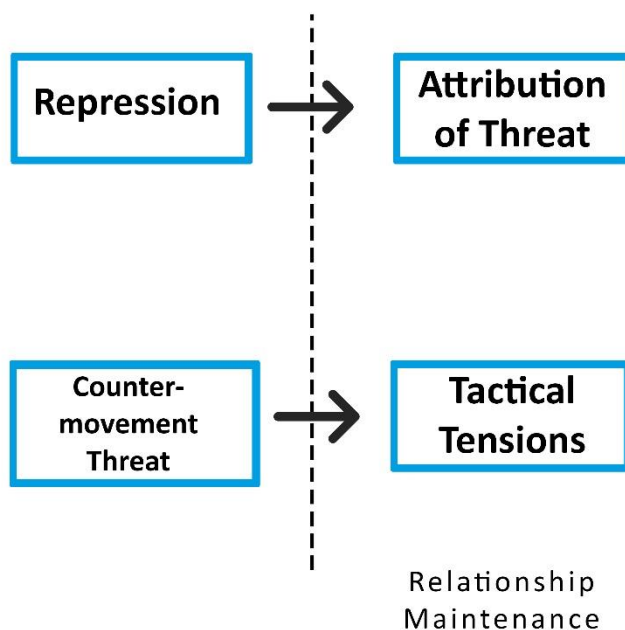 Repression
Attribution
of Threat
Counter-
movement
Threat
Tactical
Tensions
Relationship
Maintenance